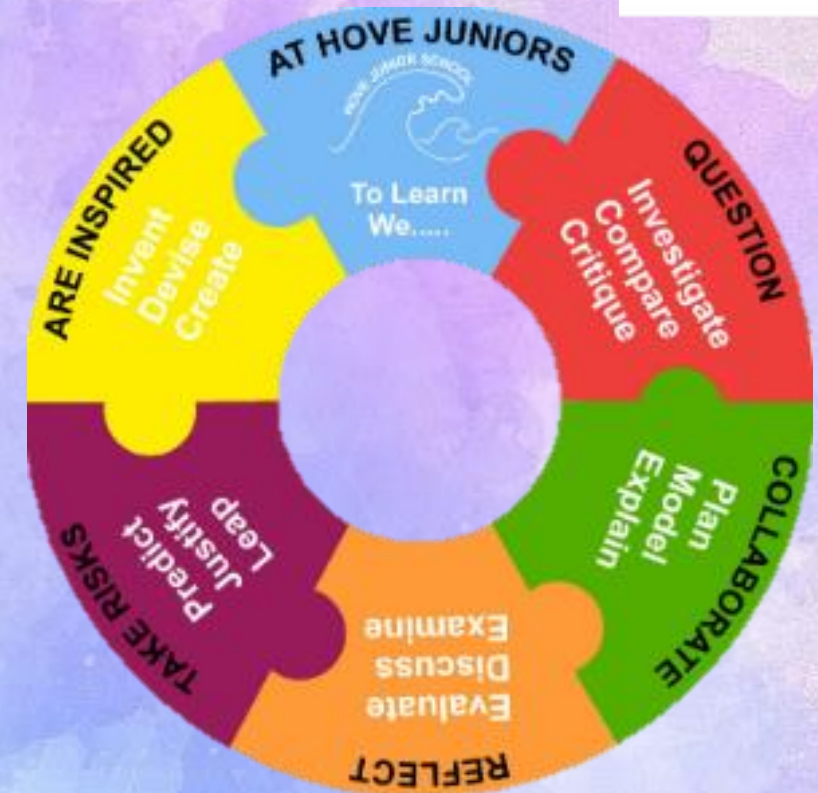 AT HOVE JUNIORS
HOVE JUNIOR SCHOOL
To Learn
We.....
QUESTION
Investigate
Compare
Critique
COLLABORATE
Plan
Model
Explain
REFLECT
Evaluate
Discuss
Examine
TAKE RISKS
Predict
Justify
Leap
ARE INSPIRED
Invent
Devise
Create